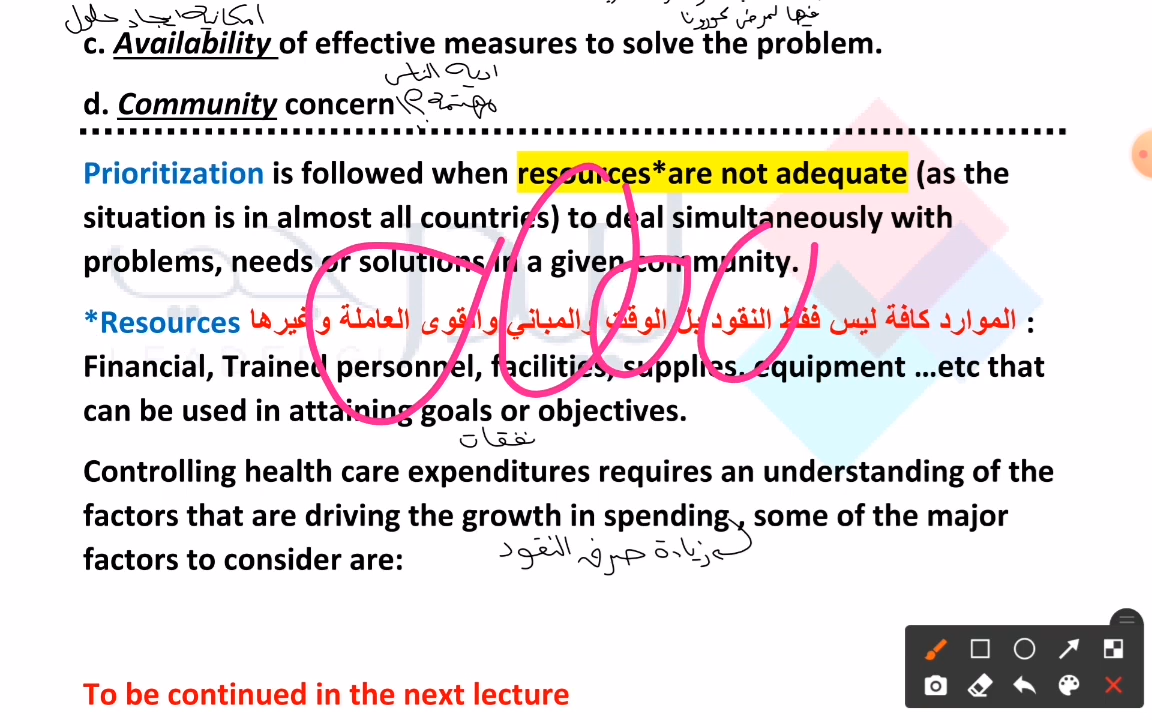 امكانية ايجاد حلول
فيها لمرض كورونا
c. Availability of effective measures to solve the problem.
الناس
d. Community concern مهتمة
Prioritization is followed when resources*are not adequate (as the
situation is in almost all countries) to deal simultaneously with
problems, needs or solutions in a given community.
*Resources الموارد كافة ليس فقط النقود بل الوقت والمباني والقوى العاملة وغيرها :
Financial, Trained personnel, facilities, supplies, equipment …etc that
can be used in attaining goals or objectives.
نفقات
Controlling health care expenditures requires an understanding of the
factors that are driving the growth in spending, some of the major
زيادة صرف النقود
factors to consider are:
To be continued in the next lecture